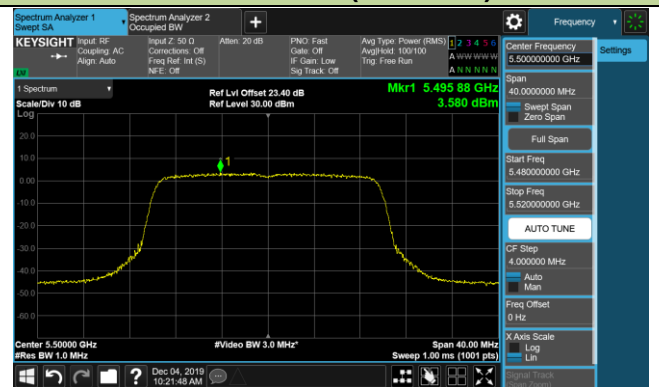 Spectrum Analyzer 1
Swept SA
Spectrum Analyzer 2
Occupied BW
Frequency
KEYSIGHT
Input: RF
Coupling: AC
Align: Auto
Input Z: 50 Ω
Corrections: Off
Freq Ref: Int (S)
NFE: Off
Atten: 20 dB
PNO: Fast
Gate: Off
IF Gain: Low
Sig Track: Off
Avg Type: Power (RMS)
Avg|Hold: 100/100
Trig: Free Run
1 2 3 4 5 6
A W W W W W
A N N N N N
LM
1 Spectrum
Scale/Div 10 dB
Log
Ref Lvl Offset 23.40 dB
Ref Level 30.00 dBm
Mkr1 5.495 88 GHz
3.580 dBm
20.0
10.0
0.00
-10.0
-20.0
-30.0
-40.0
-50.0
-60.0
1
Center 5.50000 GHz
#Res BW 1.0 MHz
#Video BW 3.0 MHz*
Span 40.00 MHz
Sweep 1.00 ms (1001 pts)
Center Frequency
5.500000000 GHz
Settings
Span
40.0000000 MHz
Swept Span
Zero Span
Full Span
Start Freq
5.480000000 GHz
Stop Freq
5.520000000 GHz
AUTO TUNE
CF Step
4.000000 MHz
Auto
Man
Freq Offset
0 Hz
X Axis Scale
Log
Lin
Signal Track
(Span Zoom)
?
Dec 04, 2019
10:21:48 AM